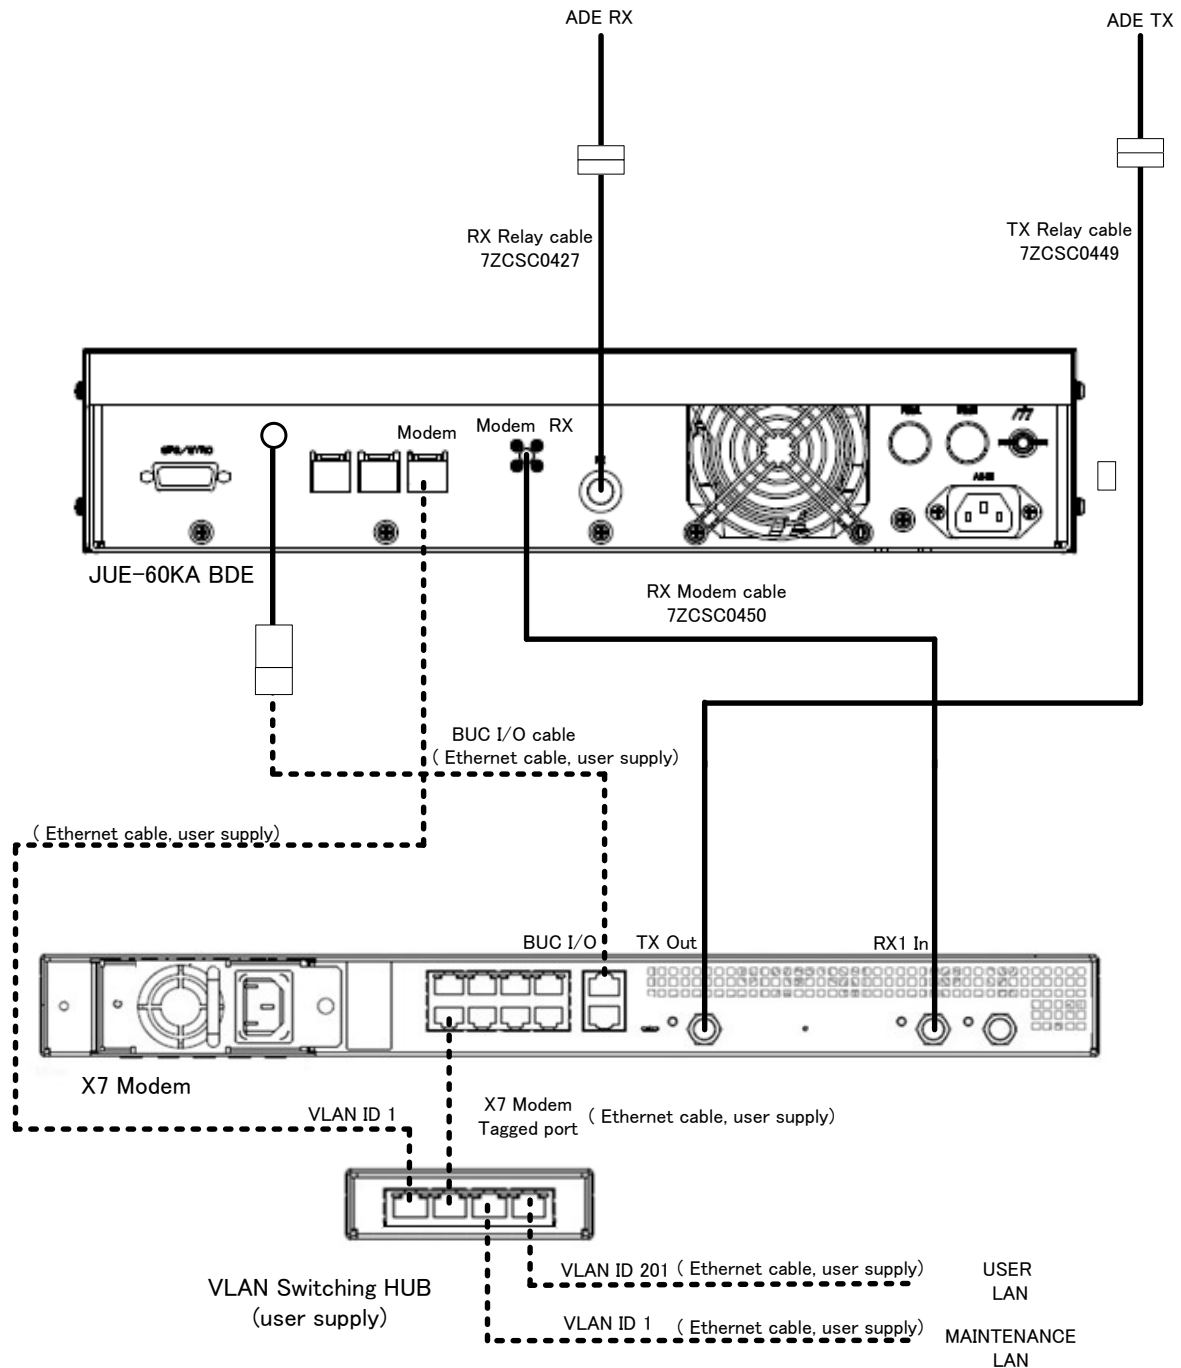 ADE RX
ADE TX
RX Relay cable
7ZCSC0427
TX Relay cable
7ZCSC0449
Modem
Modem RX
JUE-60KA BDE
RX Modem cable
7ZCSC0450
BUC I/O cable
( Ethernet cable, user supply)
( Ethernet cable, user supply)
BUC I/O
TX Out
RX1 In
X7 Modem
VLAN ID 1
X7 Modem
Tagged port
( Ethernet cable, user supply)
VLAN Switching HUB
(user supply)
VLAN ID 201 ( Ethernet cable, user supply)
USER
LAN
VLAN ID 1 ( Ethernet cable, user supply)
MAINTENANCE
LAN